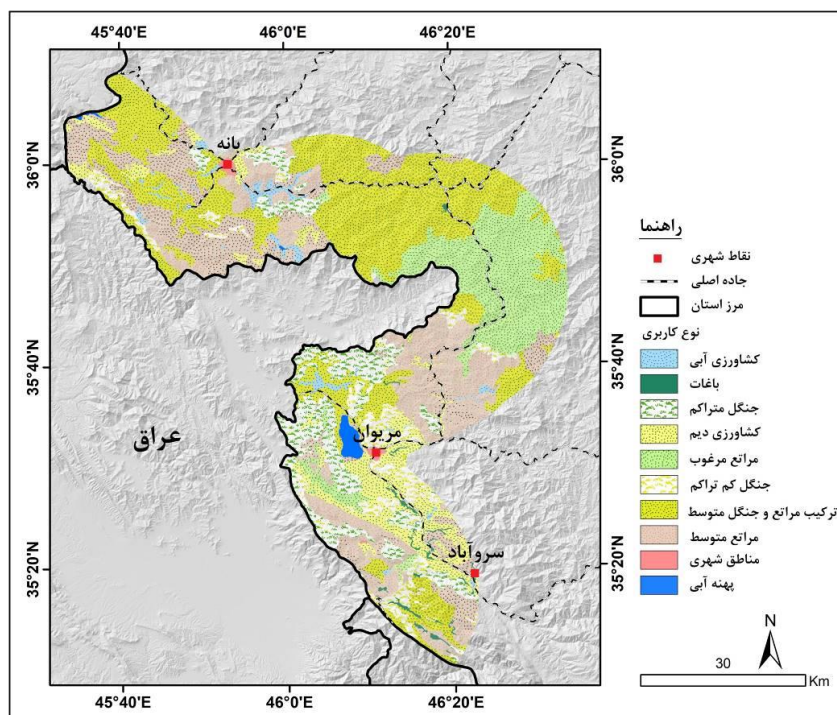 45°40'E 46°0'E 46°20'E
36°0'N
36°0'N
35°40'N
35°40'N
35°20'N
35°20'N
بانه
مریوان
سروآباد
عراق
راهنما
نقاط شهری
جاده اصلی
مرز استان
نوع کاربری
کشاورزی آبی
باغات
جنگل متراکم
کشاورزی دیم
مراتع مرغوب
جنگل کم تراکم
ترکیب مراتع و جنگل متوسط
مراتع متوسط
مناطق شهری
پهنه آبی
N
30
Km
45°40'E 46°0'E 46°20'E